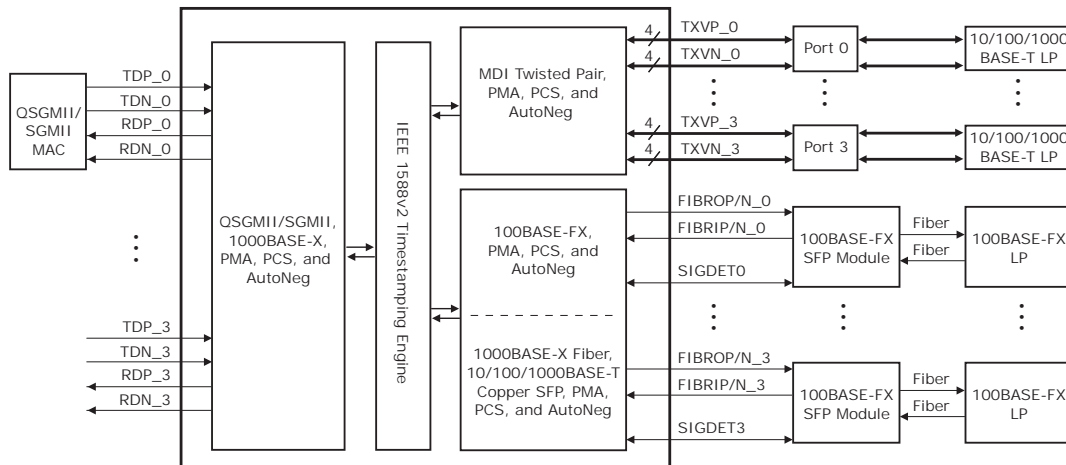 QSGMII/
SGMII
MAC
TDP_0
TDN_0
RDP_0
RDN_0
TDP_3
TDN_3
RDP_3
RDN_3
QSGMII/SGMII,
1000BASE-X,
PMA, PCS, and
AutoNeg
IEEE 1588v2 Timestamping Engine
MDI Twisted Pair,
PMA, PCS, and
AutoNeg
100BASE-FX,
PMA, PCS, and
AutoNeg
1000BASE-X Fiber,
10/100/1000BASE-T
Copper SFP, PMA,
PCS, and AutoNeg
4
TXVP_0
4
TXVN_0
4
TXVP_3
4
TXVN_3
Port 0
Port 3
10/100/1000
BASE-T LP
10/100/1000
BASE-T LP
FIBROP/N_0
FIBRIP/N_0
SIGDET0
100BASE-FX
SFP Module
Fiber
Fiber
100BASE-FX
LP
FIBROP/N_3
FIBRIP/N_3
SIGDET3
100BASE-FX
SFP Module
Fiber
Fiber
100BASE-FX
LP